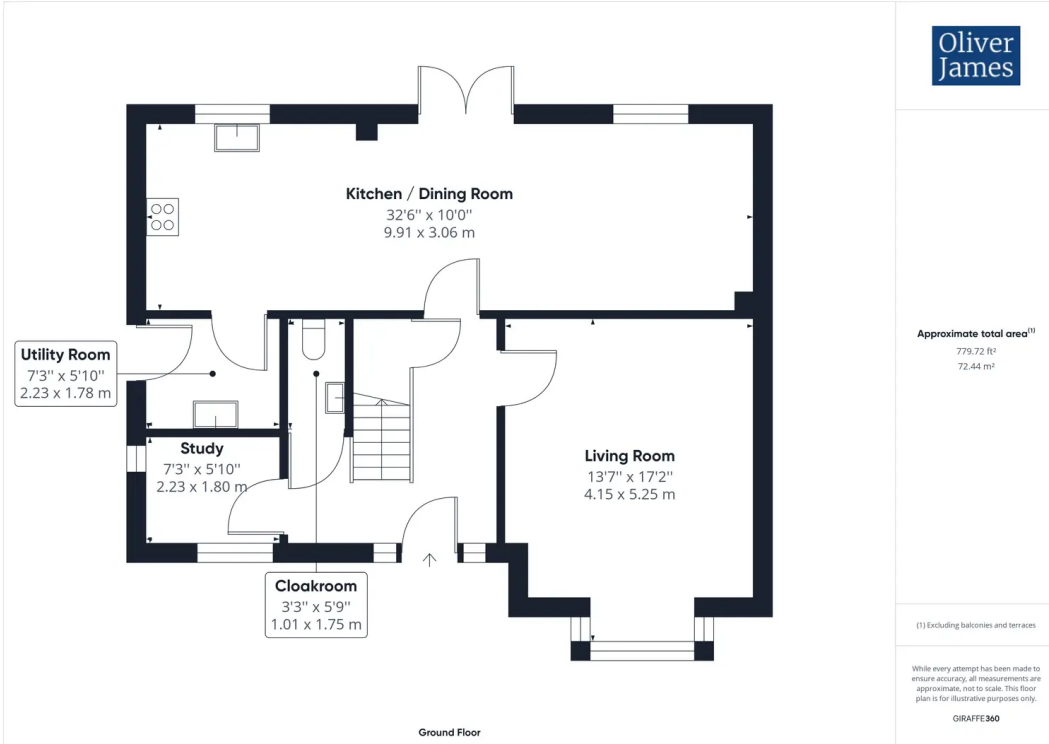 Oliver
James
Kitchen / Dining Room
32'6" x 10'0"
9.91 x 3.06 m
Utility Room
7'3" x 5'10"
2.23 x 1.78 m
Study
7'3" x 5'10"
2.23 x 1.80 m
Living Room
13'7" x 17'2"
4.15 x 5.25 m
Cloakroom
3'3" x 5'9"
1.01 x 1.75 m
Ground Floor
Approximate total area(1)
779.72 ft²
72.44 m²
(1) Excluding balconies and terraces
While every attempt has been made to
ensure accuracy, all measurements are
approximate, not to scale. This floor
plan is for illustrative purposes only.
GIRAFFE360